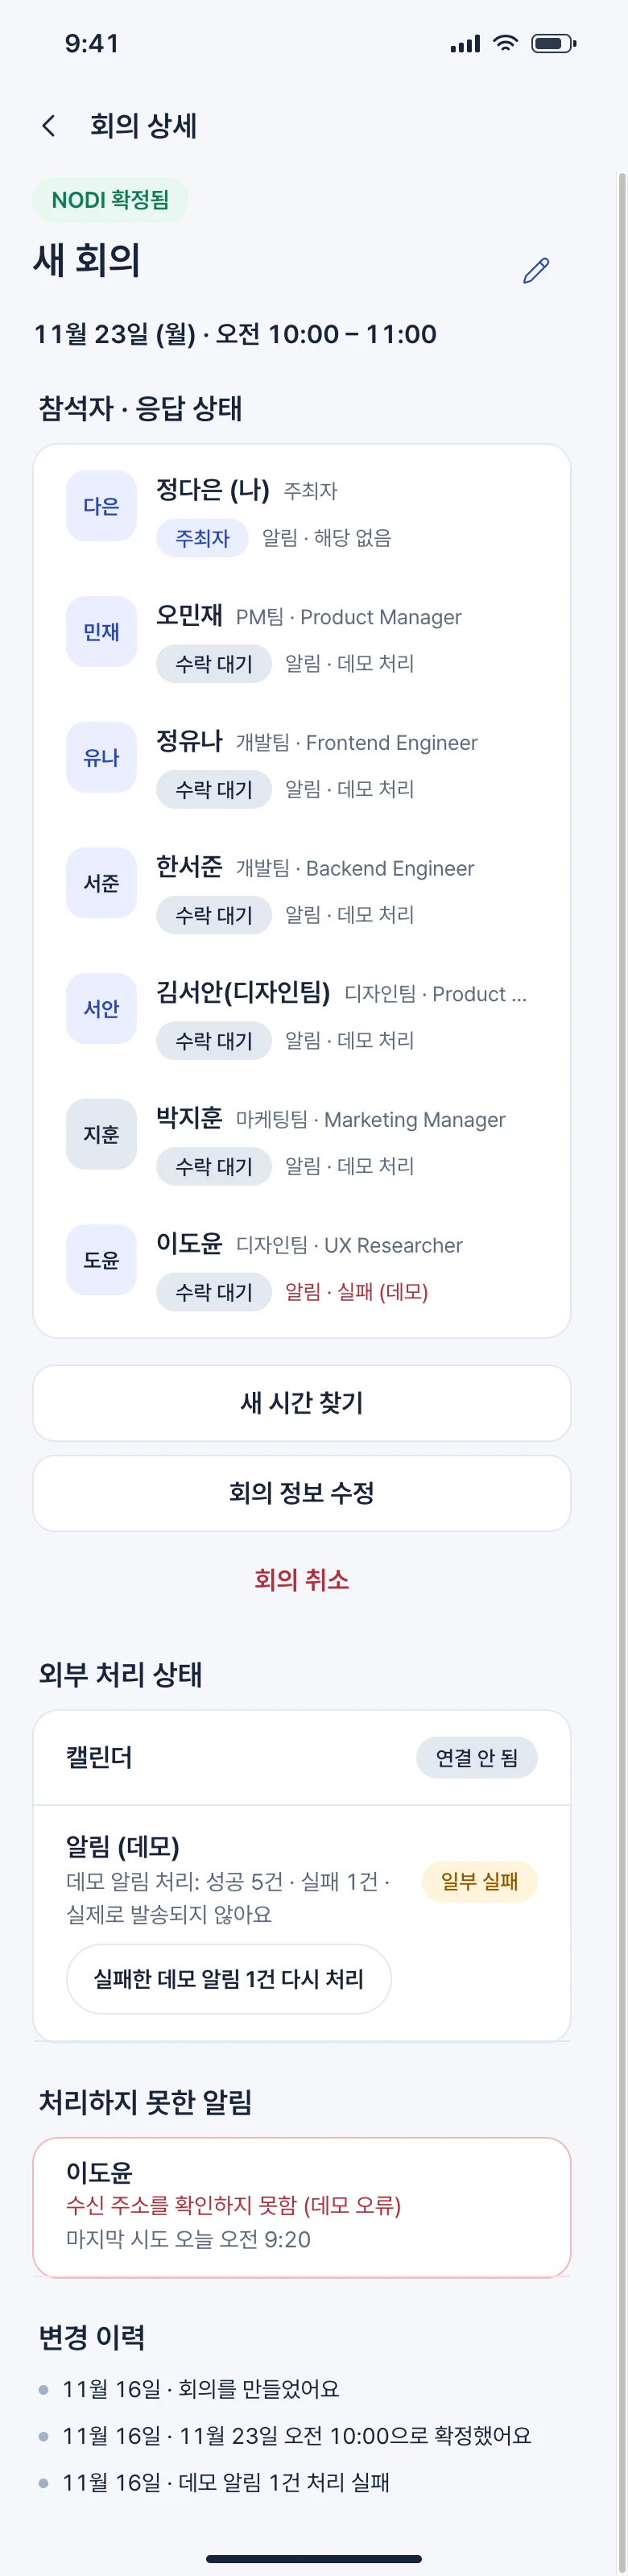 9:41
회의 상세
NODI 확정됨
새 회의
11월 23일 (월) · 오전 10:00 – 11:00
참석자 · 응답 상태
다은
정다은 (나) 주최자
주최자 알림 · 해당 없음
민재
오민재 PM팀 · Product Manager
수락 대기 알림 · 데모 처리
유나
정유나 개발팀 · Frontend Engineer
수락 대기 알림 · 데모 처리
서준
한서준 개발팀 · Backend Engineer
수락 대기 알림 · 데모 처리
서안
김서안(디자인팀) 디자인팀 · Product ...
수락 대기 알림 · 데모 처리
지훈
박지훈 마케팅팀 · Marketing Manager
수락 대기 알림 · 데모 처리
도윤
이도윤 디자인팀 · UX Researcher
수락 대기 알림 · 실패 (데모)
새 시간 찾기
회의 정보 수정
회의 취소
외부 처리 상태
캘린더 연결 안 됨
알림 (데모)
데모 알림 처리: 성공 5건 · 실패 1건 ·
실제로 발송되지 않아요
일부 실패
실패한 데모 알림 1건 다시 처리
처리하지 못한 알림
이도윤
수신 주소를 확인하지 못함 (데모 오류)
마지막 시도 오늘 오전 9:20
변경 이력
11월 16일 · 회의를 만들었어요
11월 16일 · 11월 23일 오전 10:00으로 확정했어요
11월 16일 · 데모 알림 1건 처리 실패